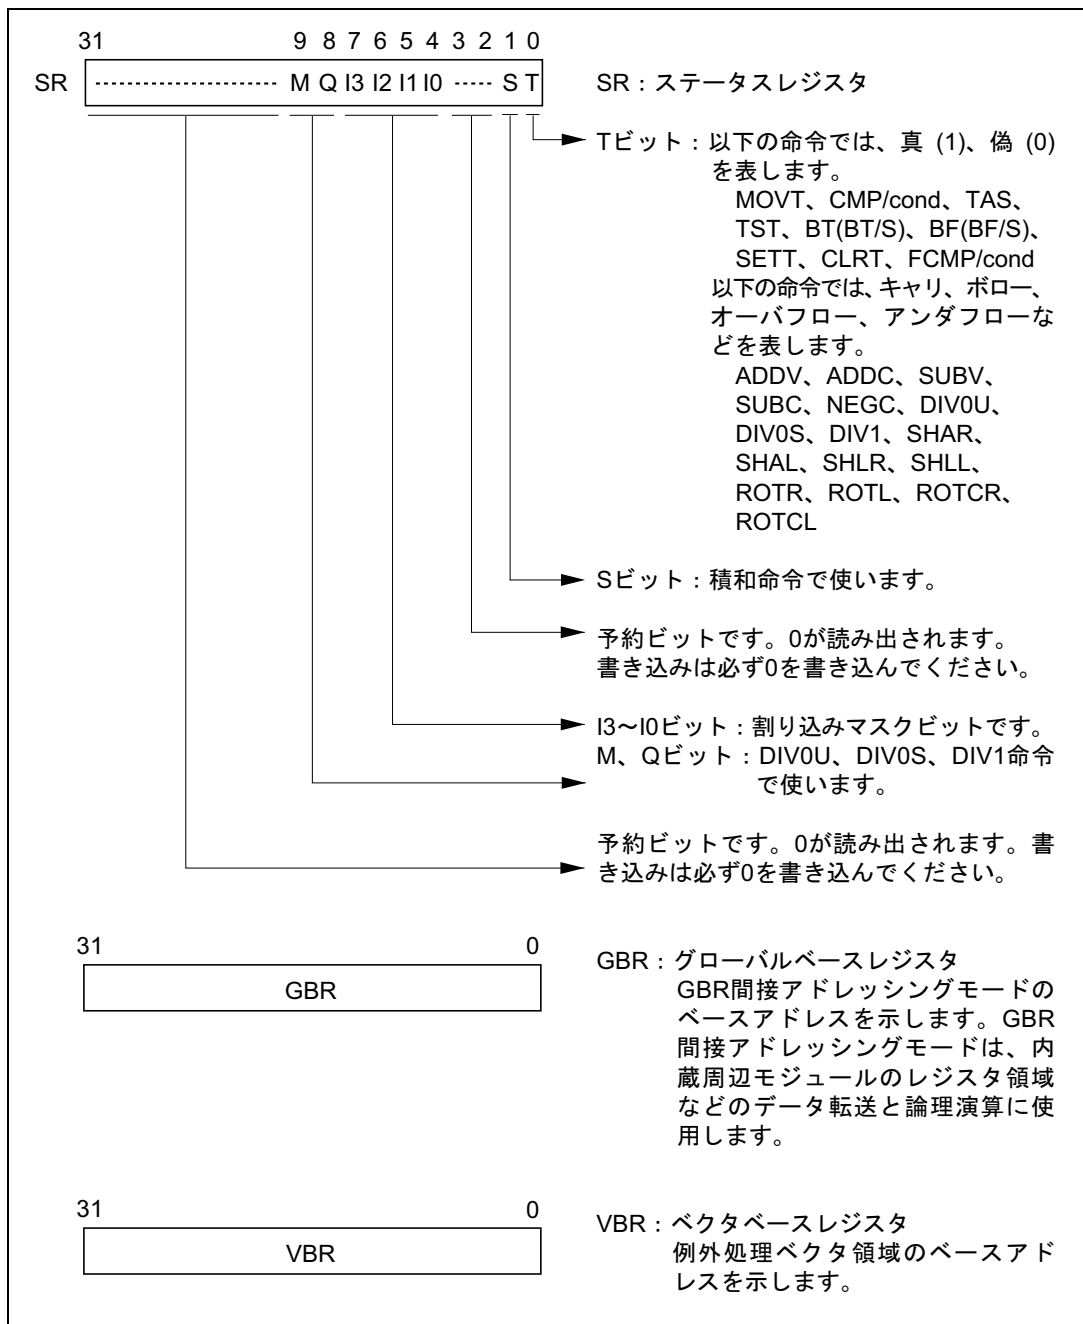 31 9 8 7 6 5 4 3 2 1 0
SR M Q I3 I2 I1 I0 S T
SR：ステータスレジスタ
Tビット：以下の命令では、真 (1)、偽 (0)
を表します。
MOVT、CMP/cond、TAS、
TST、BT(BT/S)、BF(BF/S)、
SETT、CLRT、FCMP/cond
以下の命令では、キャリ、ボロー、
オーバフロー、アンダフローな
どを表します。
ADDV、ADDC、SUBV、
SUBC、NEGC、DIV0U、
DIV0S、DIV1、SHAR、
SHAL、SHLR、SHLL、
ROTR、ROTL、ROTCR、
ROTCL
Sビット：積和命令で使います。
予約ビットです。0が読み出されます。
書き込みは必ず0を書き込んでください。
I3～I0ビット：割り込みマスクビットです。
M、Qビット：DIV0U、DIV0S、DIV1命令
で使います。
予約ビットです。0が読み出されます。書
き込みは必ず0を書き込んでください。
31 0
GBR
GBR：グローバルベースレジスタ
GBR間接アドレッシングモードの
ベースアドレスを示します。GBR
間接アドレッシングモードは、内
蔵周辺モジュールのレジスタ領域
などのデータ転送と論理演算に使
用します。
31 0
VBR
VBR：ベクタベースレジスタ
例外処理ベクタ領域のベースアド
レスを示します。